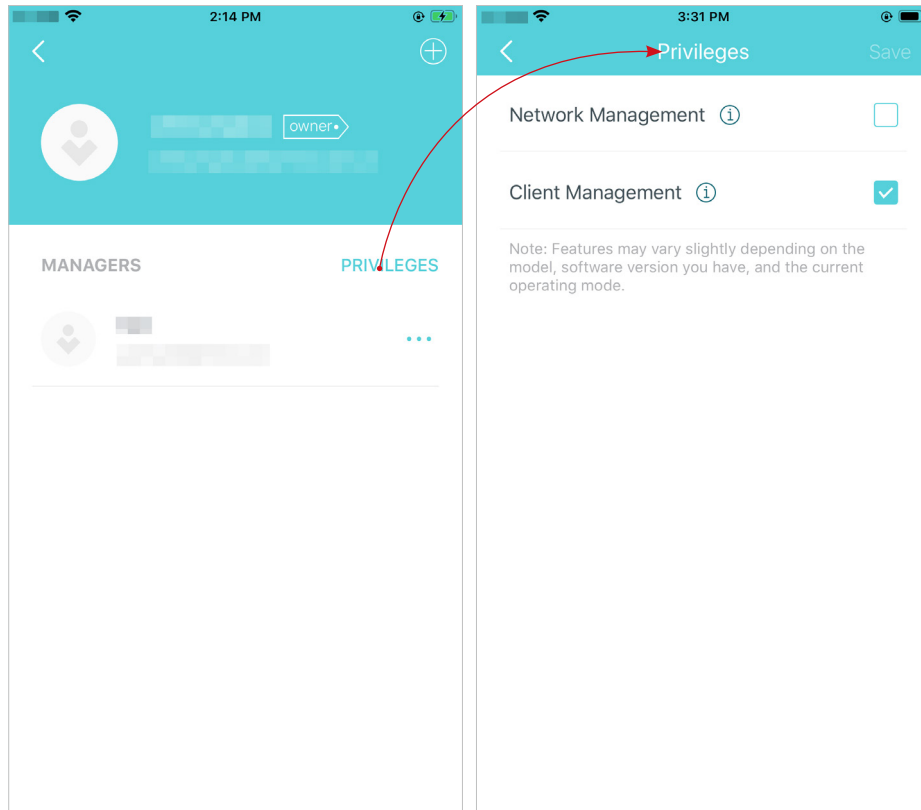 2:14 PM
owner
MANAGERS
PRIVILEGES
3:31 PM
Privileges
Save
Network Management
Client Management
Note: Features may vary slightly depending on the
model, software version you have, and the current
operating mode.